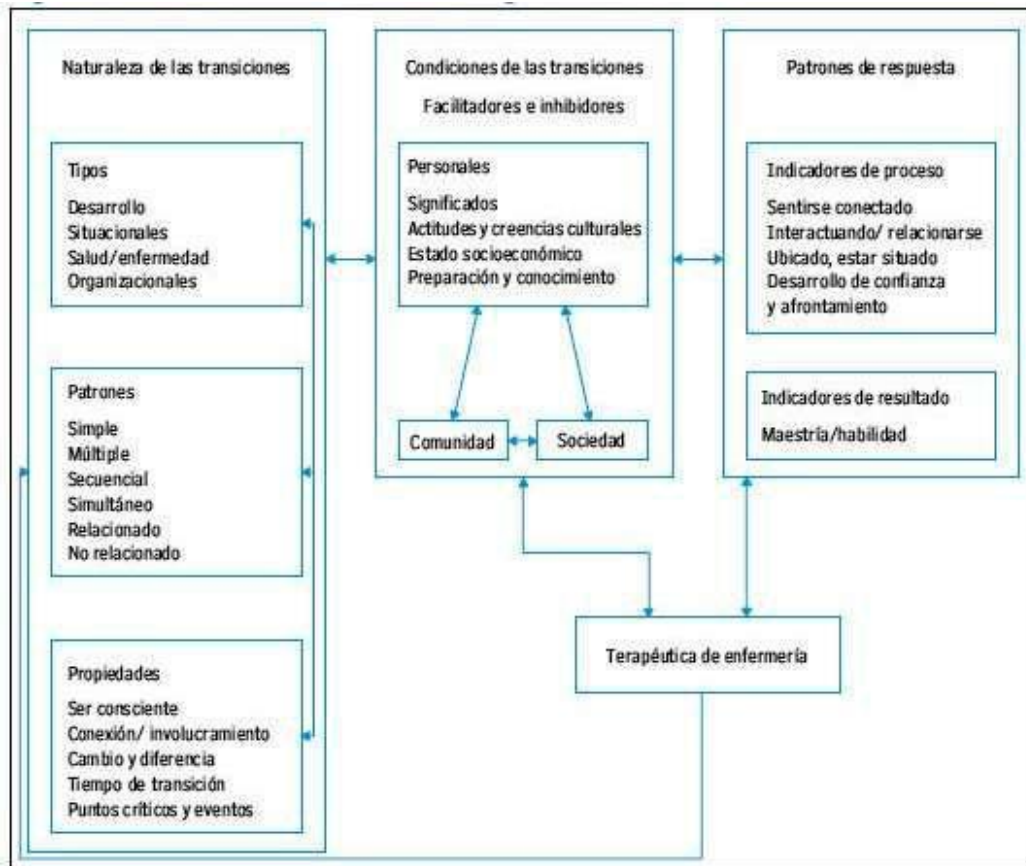 Naturaleza de las transiciones
Tipos
Desarrollo
Situacionales
Salud/enfermedad
Organizacionales
Patrones
Simple
Múltiple
Secuencial
Simultáneo
Relacionado
No relacionado
Propiedades
Ser consciente
Conexión/ involucramiento
Cambio y diferencia
Tiempo de transición
Puntos críticos y eventos
Condiciones de las transiciones
Facilitadores e inhibidores
Personales
Significados
Actitudes y creencias culturales
Estado socioeconómico
Preparación y conocimiento
Comunidad
Sociedad
Patrones de respuesta
Indicadores de proceso
Sentirse conectado
Interactuando/ relacionarse
Ubicado, estar situado
Desarrollo de confianza
y afrontamiento
Indicadores de resultado
Maestría/habilidad
Terapéutica de enfermería